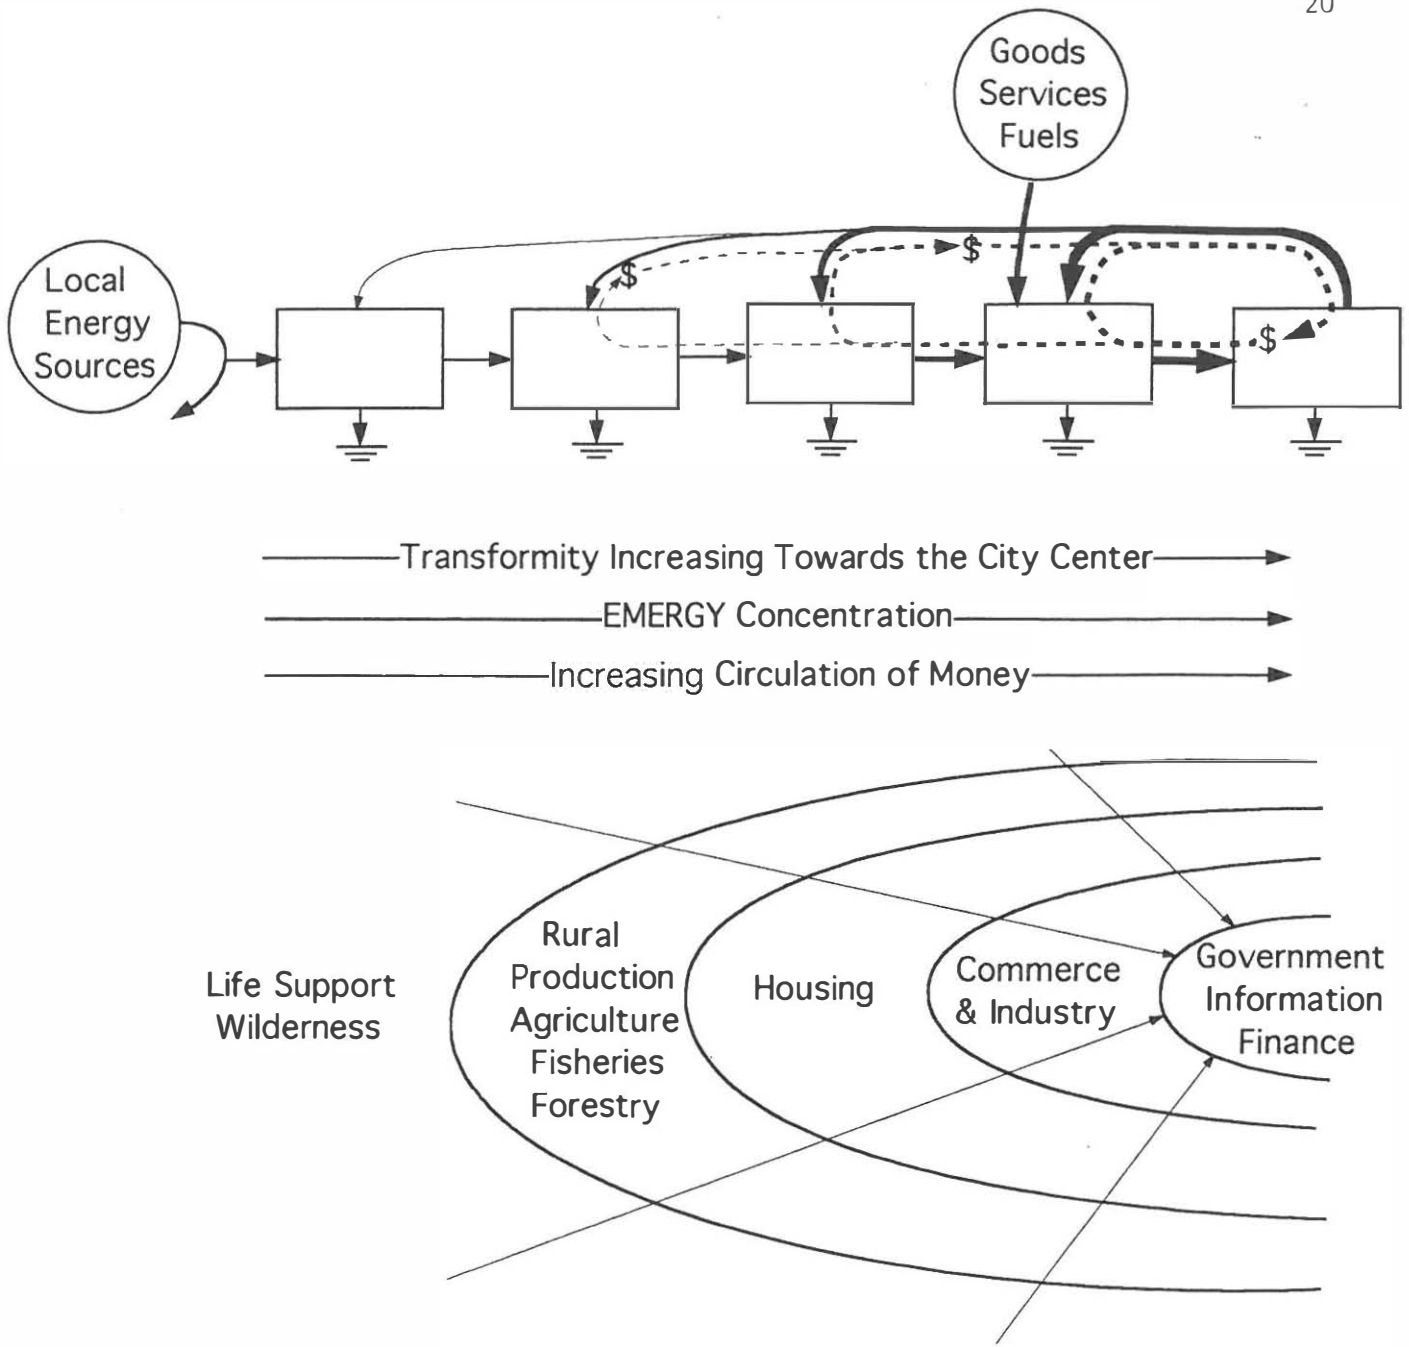 20
Goods
Services
Fuels
Local
Energy
Sources
$
$
$
Transformity Increasing Towards the City Center
EMERGY Concentration
Increasing Circulation of Money
Life Support
Wilderness
Rural
Production
Agriculture
Fisheries
Forestry
Housing
Commerce
& Industry
Government
Information
Finance